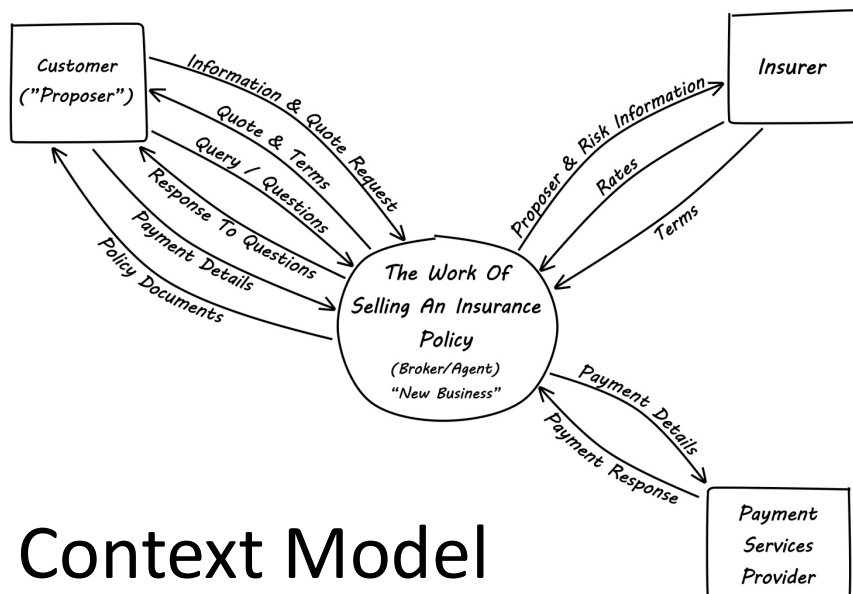 Customer
("Proposer")
Information & Quote Request
Quote & Terms
Query / Questions
Response To Questions
Payment Details
Policy Documents
Insurer
Proposer & Risk Information
Rates
Terms
The Work Of
Selling An Insurance
Policy
(Broker/Agent)
"New Business"
Payment Details
Payment Response
Payment
Services
Provider
Context Model